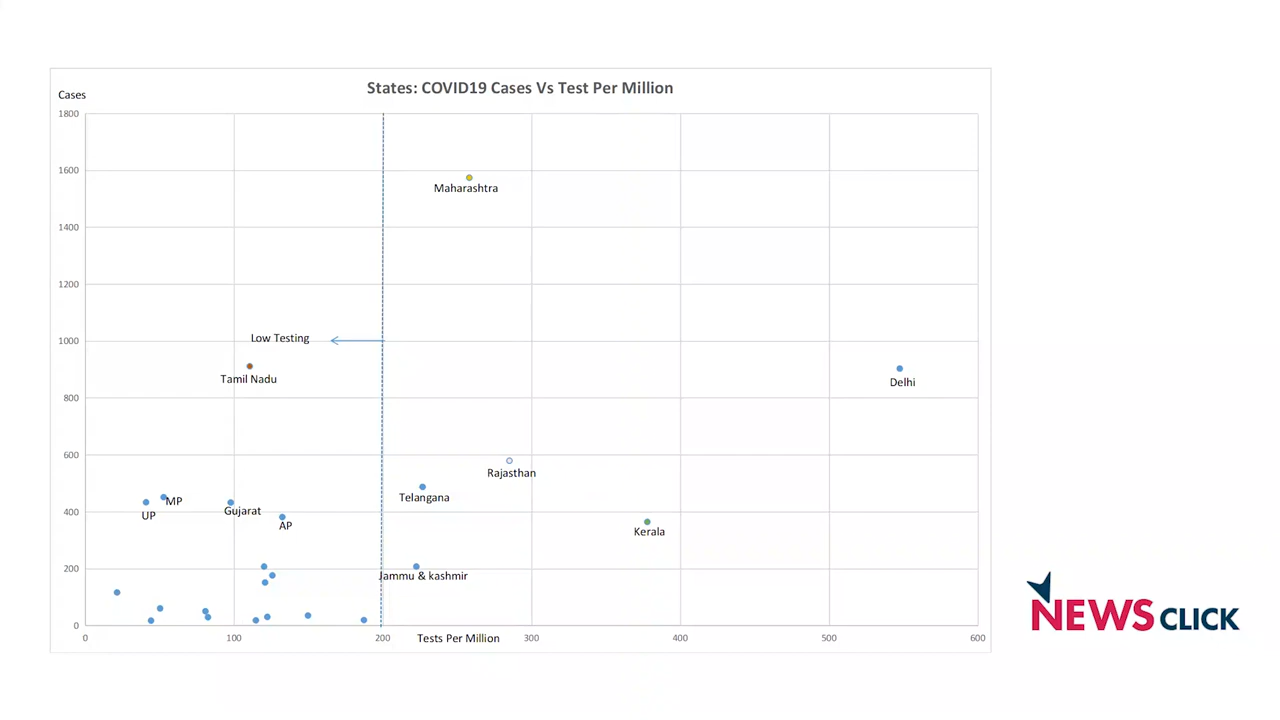 States: COVID19 Cases Vs Test Per Million
Cases
1800
1600
Maharashtra
1400
1200
1000
Low Testing
Tamil Nadu
Delhi
800
600
Rajasthan
Telangana
MP
UP
Gujarat
AP
400
Kerala
200
Jammu & kashmir
0
0 100 200 300 400 500 600
Tests Per Million
NEWS CLICK